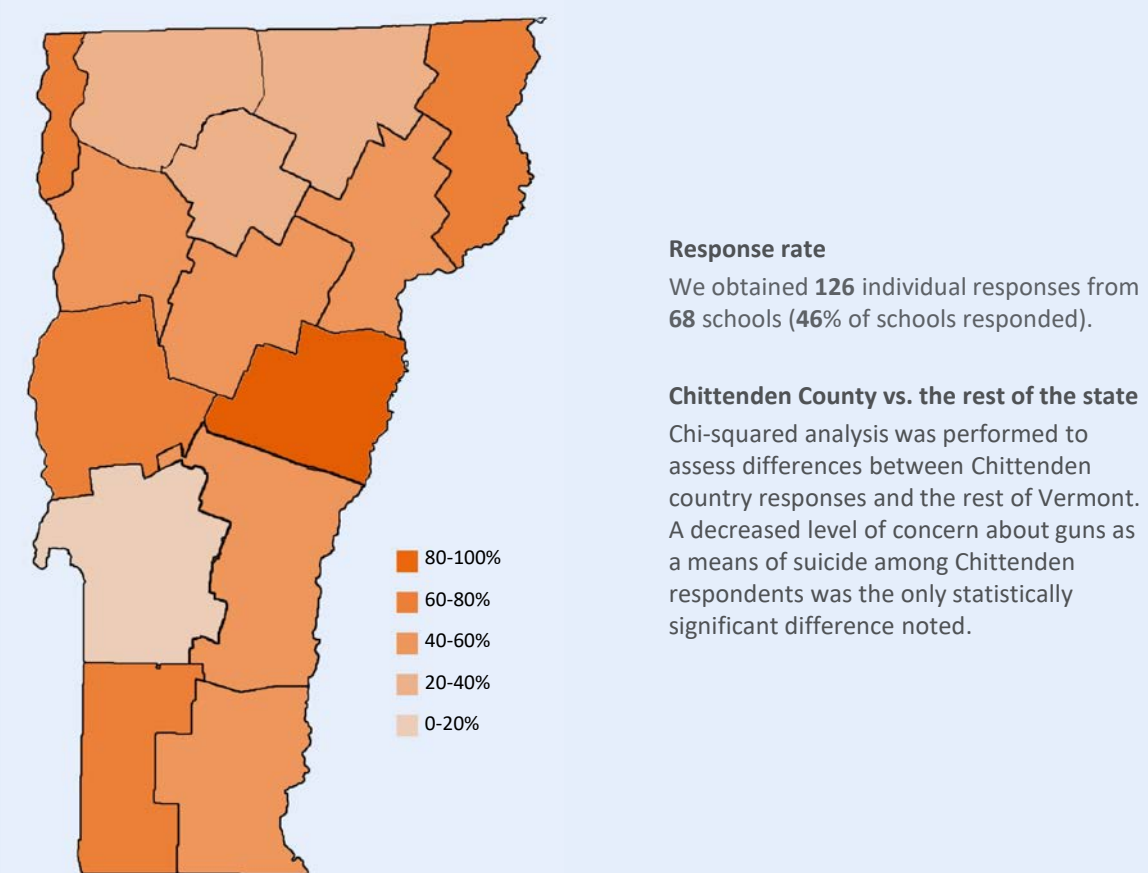 Response rate
We obtained 126 individual responses from
68 schools (46% of schools responded).
Chittenden County vs. the rest of the state
Chi-squared analysis was performed to
assess differences between Chittenden
country responses and the rest of Vermont.
A decreased level of concern about guns as
a means of suicide among Chittenden
respondents was the only statistically
significant difference noted.
80-100%
60-80%
40-60%
20-40%
0-20%